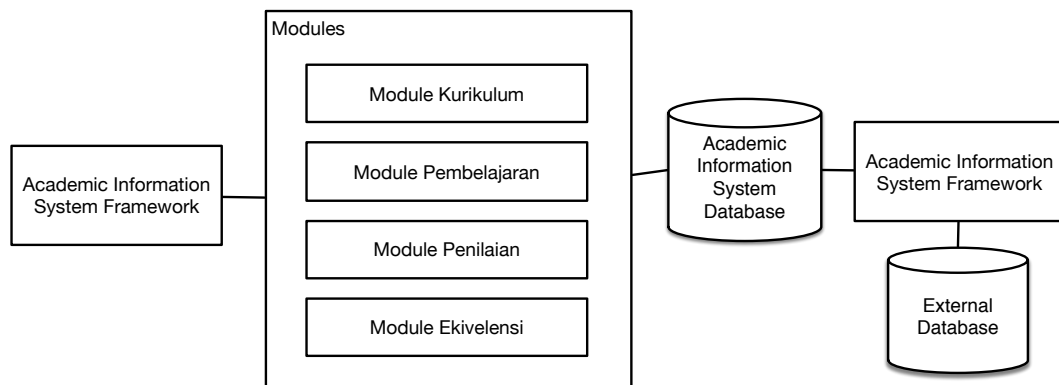 Modules
Module Kurikulum
Module Pembelajaran
Module Penilaian
Module Ekivelensi
Academic Information
System Framework
Academic
Information
System
Database
Academic Information
System Framework
External
Database